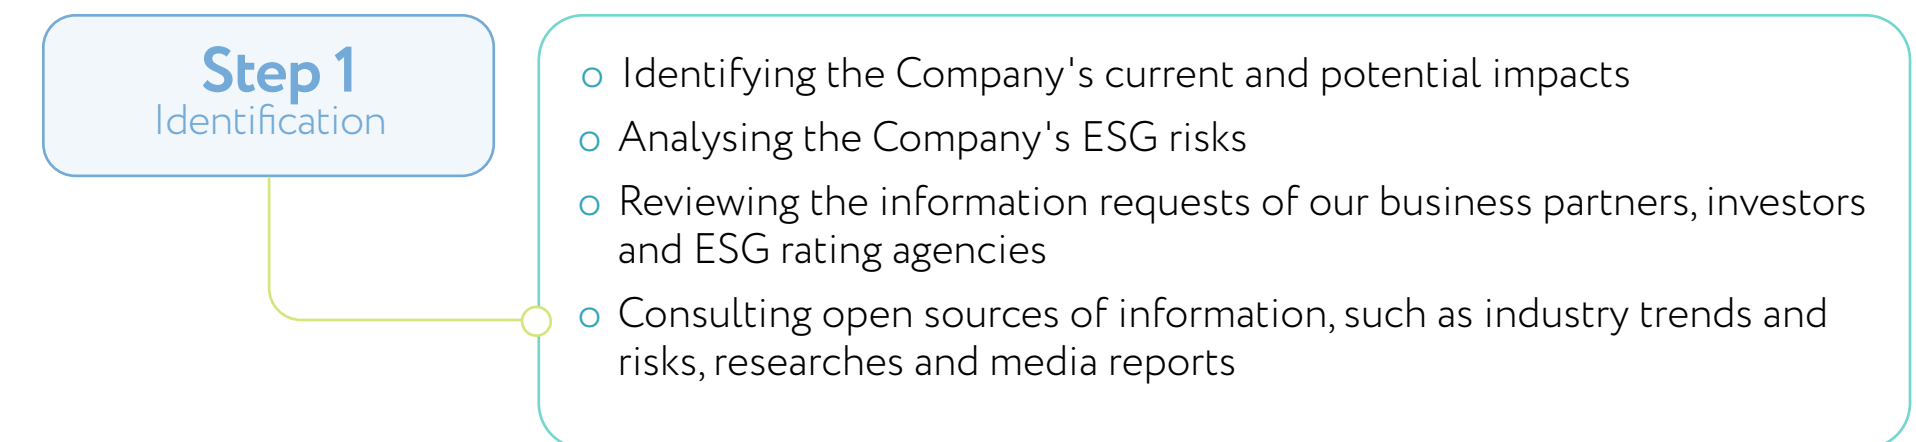 Step 1
Identification
o Identifying the Company's current and potential impacts
o Analysing the Company's ESG risks
o Reviewing the information requests of our business partners, investors
and ESG rating agencies
o Consulting open sources of information, such as industry trends and
risks, researches and media reports